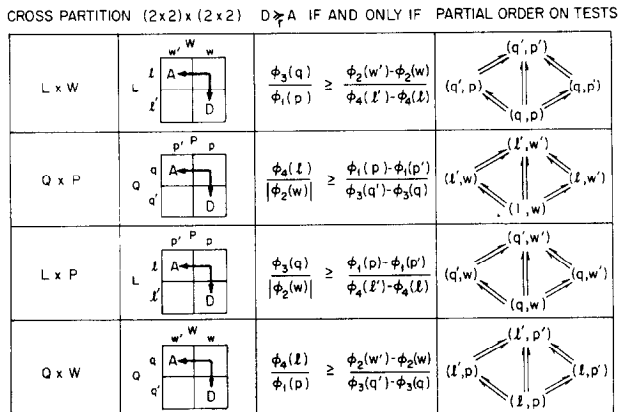 CROSS PARTITION (2x2)x(2x2) D ≽ᵣ A IF AND ONLY IF PARTIAL ORDER ON TESTS
L x W
W
w' w
L
ℓ
ℓ'
A
D
ϕ₃(q) / ϕ₁(p) ≥ (ϕ₂(w')-ϕ₂(w)) / (ϕ₄(ℓ')-ϕ₄(ℓ))
(q', p')
(q', p) (q, p')
(q, p)
Q x P
P
p' p
Q
q
q'
A
D
ϕ₄(ℓ) / |ϕ₂(w)| ≥ (ϕ₁(p)-ϕ₁(p')) / (ϕ₃(q')-ϕ₃(q))
(ℓ', w')
(ℓ', w) (ℓ, w')
(l, w)
L x P
P
p' p
L
ℓ
ℓ'
A
D
ϕ₃(q) / |ϕ₂(w)| ≥ (ϕ₁(p)-ϕ₁(p')) / (ϕ₄(ℓ')-ϕ₄(ℓ))
(q', w')
(q', w) (q, w')
(q, w)
Q x W
W
w' w
Q
q
q'
A
D
ϕ₄(ℓ) / ϕ₁(p) ≥ (ϕ₂(w')-ϕ₂(w)) / (ϕ₃(q')-ϕ₃(q))
(ℓ', p')
(ℓ', p) (ℓ, p')
(ℓ, p)